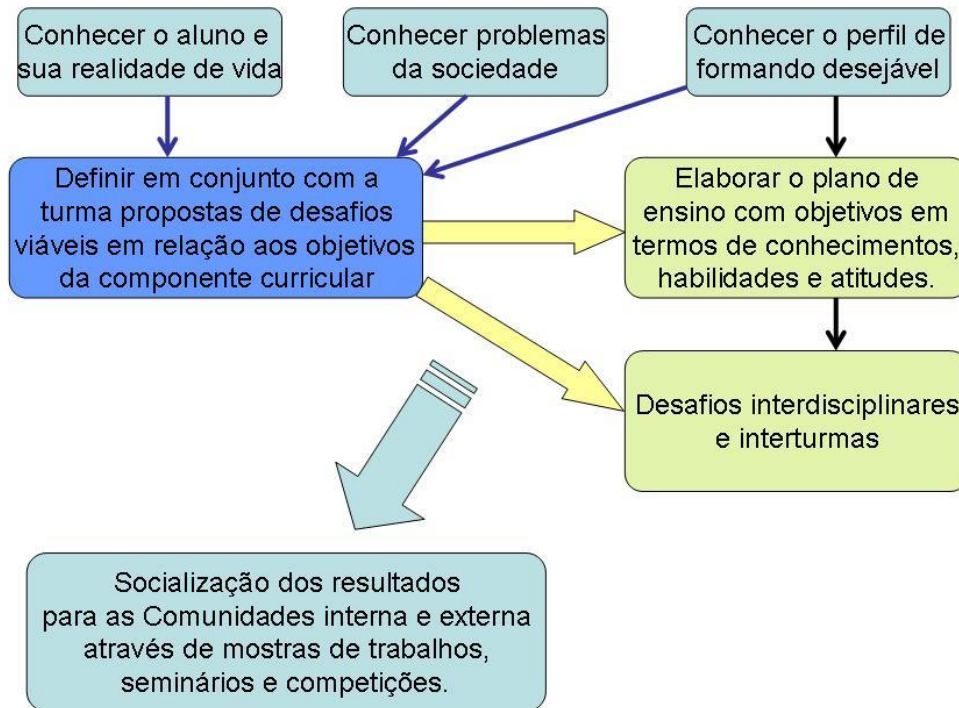 Conhecer o aluno e
sua realidade de vida
Conhecer problemas
da sociedade
Conhecer o perfil de
formando desejável
Definir em conjunto com a
turma propostas de desafios
viáveis em relação aos objetivos
da componente curricular
Elaborar o plano de
ensino com objetivos em
termos de conhecimentos,
habilidades e atitudes.
Desafios interdisciplinares
e interturmas
Socialização dos resultados
para as Comunidades interna e externa
através de mostras de trabalhos,
seminários e competições.